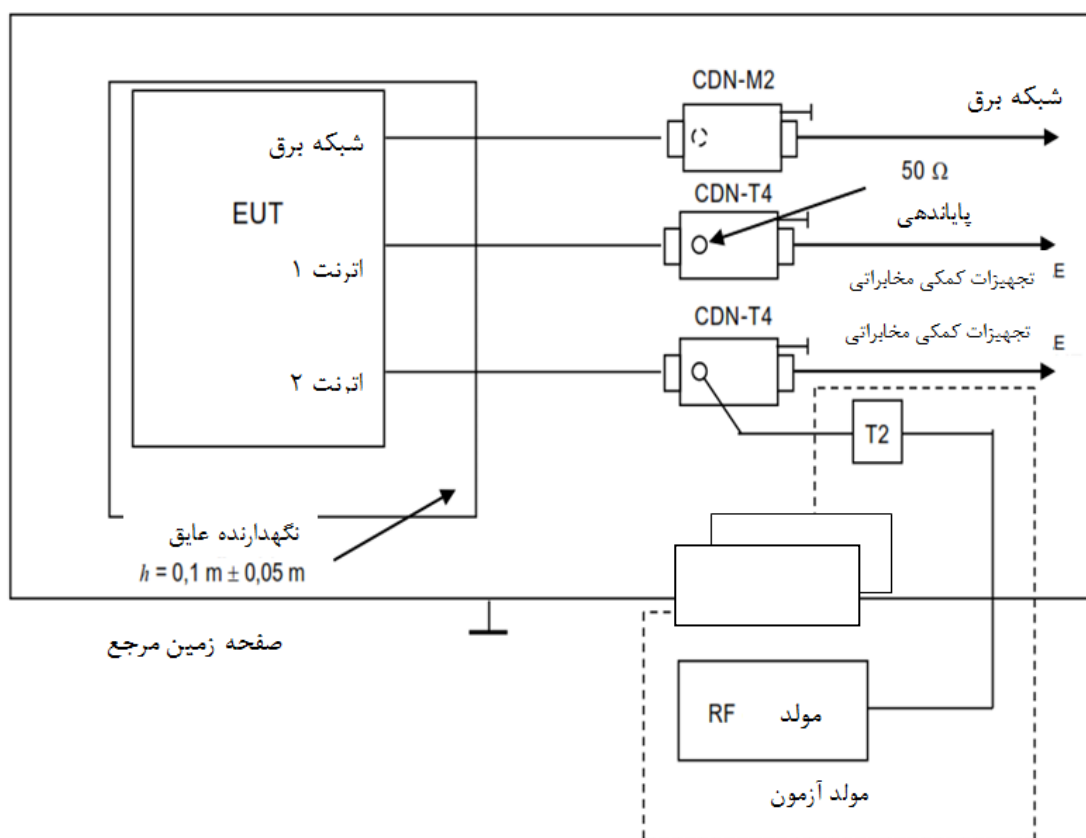 CDN-M2
شبکه برق
شبکه برق
50 Ω
CDN-T4
پایاندهی
EUT
اترنت ۱
تجهیزات کمکی مخابراتی
E
CDN-T4
تجهیزات کمکی مخابراتی
E
اترنت ۲
T2
نگهدارنده عایق
h = 0,1 m ± 0,05 m
صفحه زمین مرجع
مولد RF
مولد آزمون